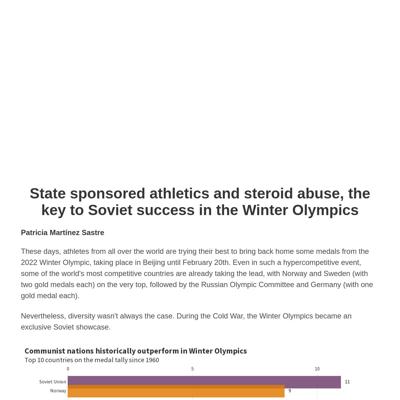 State sponsored athletics and steroid abuse, the
key to Soviet success in the Winter Olympics
Patricia Martínez Sastre
These days, athletes from all over the world are trying their best to bring back home some medals from the
2022 Winter Olympic, taking place in Beijing until February 20th. Even in such a hypercompetitive event,
some of the world's most competitive countries are already taking the lead, with Norway and Sweden (with
two gold medals each) on the very top, followed by the Russian Olympic Committee and Germany (with one
gold medal each).
Nevertheless, diversity wasn't always the case. During the Cold War, the Winter Olympics became an
exclusive Soviet showcase.
Communist nations historically outperform in Winter Olympics
Top 10 countries on the medal tally since 1960
0 5 10
Soviet Union 11
Norway 9